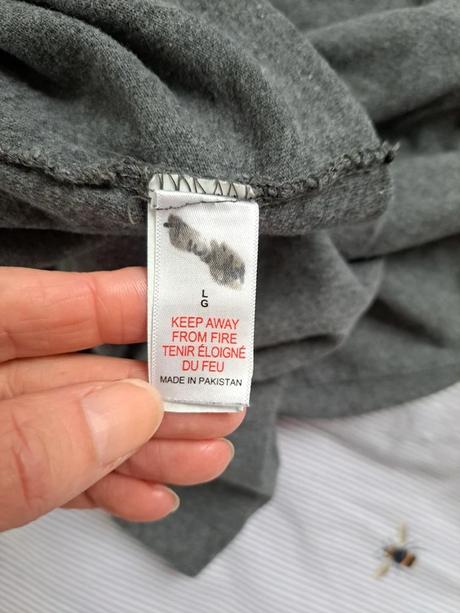 L
G
KEEP AWAY
FROM FIRE
TENIR ÉLOIGNÉ
DU FEU
MADE IN PAKISTAN